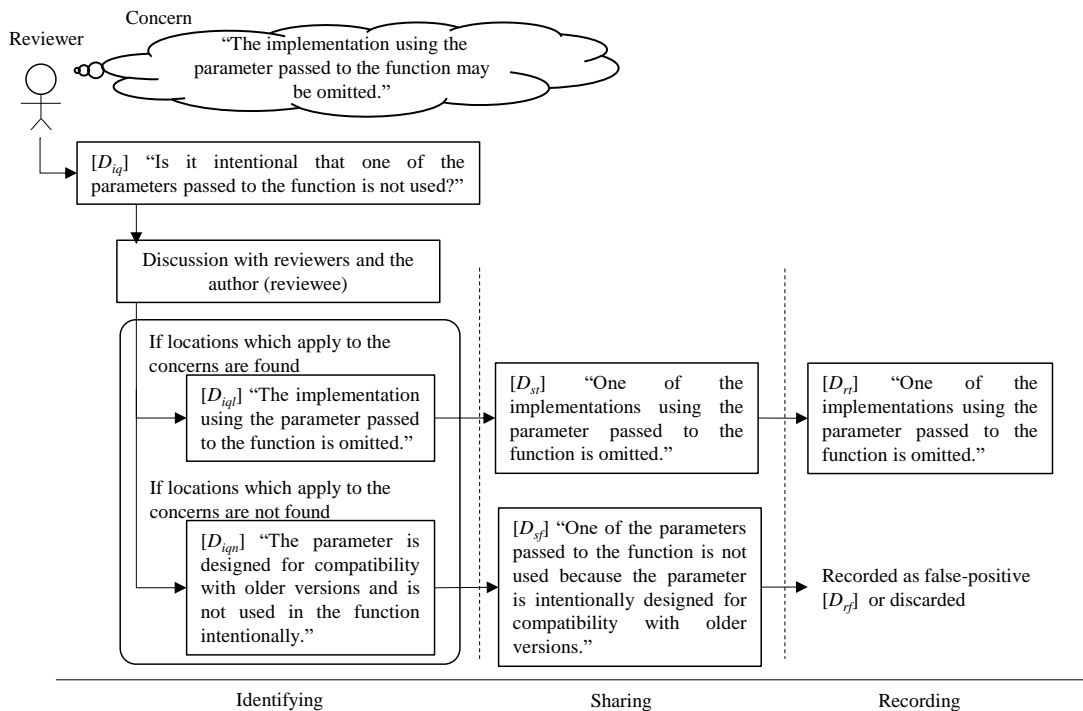 Concern
Reviewer
“The implementation using the
parameter passed to the function may
be omitted.”
[Diq] “Is it intentional that one of the
parameters passed to the function is not used?”
Discussion with reviewers and the
author (reviewee)
If locations which apply to the
concerns are found
[Diql] “The implementation
using the parameter passed
to the function is omitted.”
[Dst] “One of the
implementations using the
parameter passed to the
function is omitted.”
[Drt] “One of the
implementations using the
parameter passed to the
function is omitted.”
If locations which apply to the
concerns are not found
[Diqn] “The parameter is
designed for compatibility
with older versions and is
not used in the function
intentionally.”
[Dsf] “One of the parameters
passed to the function is not
used because the parameter
is intentionally designed for
compatibility with older
versions.”
Recorded as false-positive
[Drf] or discarded
Identifying
Sharing
Recording